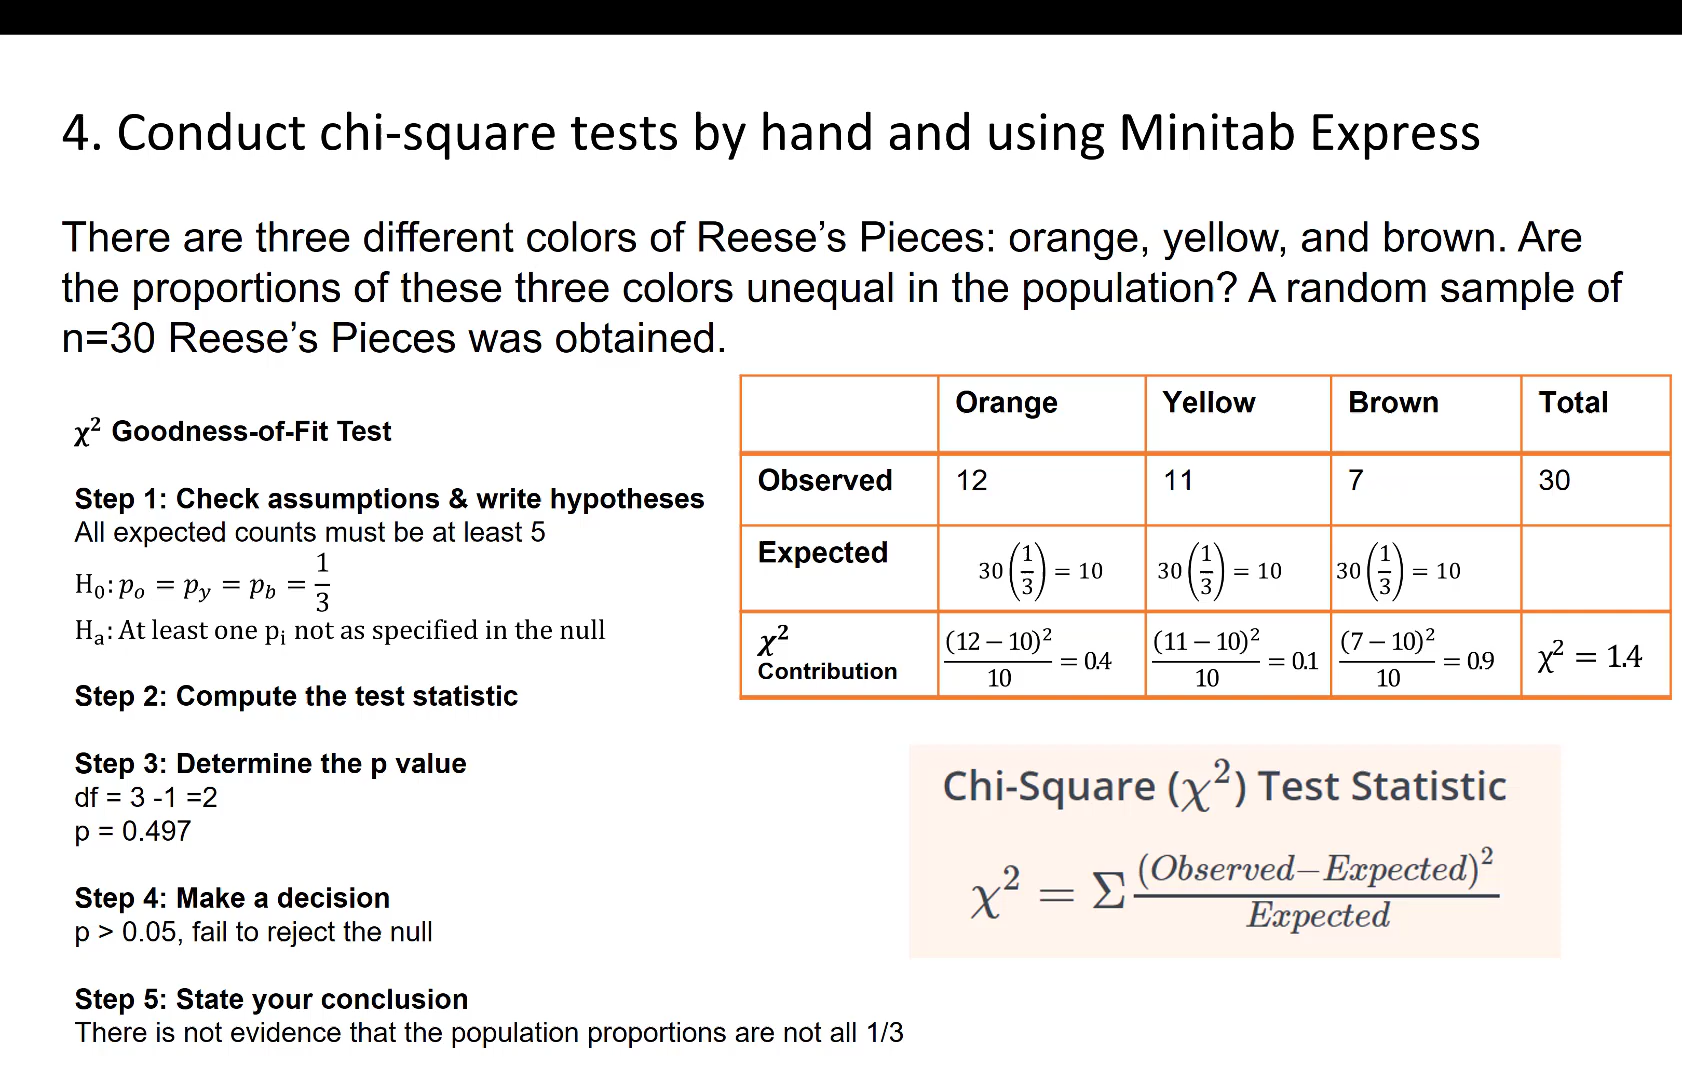 4. Conduct chi-square tests by hand and using Minitab Express
There are three different colors of Reese’s Pieces: orange, yellow, and brown. Are
the proportions of these three colors unequal in the population? A random sample of
n=30 Reese’s Pieces was obtained.
χ² Goodness-of-Fit Test
Step 1: Check assumptions & write hypotheses
All expected counts must be at least 5
H₀: pₒ = p_y = p_b = 1/3
Hₐ: At least one pᵢ not as specified in the null
Step 2: Compute the test statistic
Step 3: Determine the p value
df = 3 -1 =2
p = 0.497
Step 4: Make a decision
p > 0.05, fail to reject the null
Step 5: State your conclusion
There is not evidence that the population proportions are not all 1/3
Orange Yellow Brown Total
Observed 12 11 7 30
Expected 30(1/3) = 10 30(1/3) = 10 30(1/3) = 10
χ² Contribution (12 – 10)²/10 = 0.4 (11 – 10)²/10 = 0.1 (7 – 10)²/10 = 0.9 χ² = 1.4
Chi-Square (χ²) Test Statistic
χ² = Σ (Observed−Expected)²/Expected